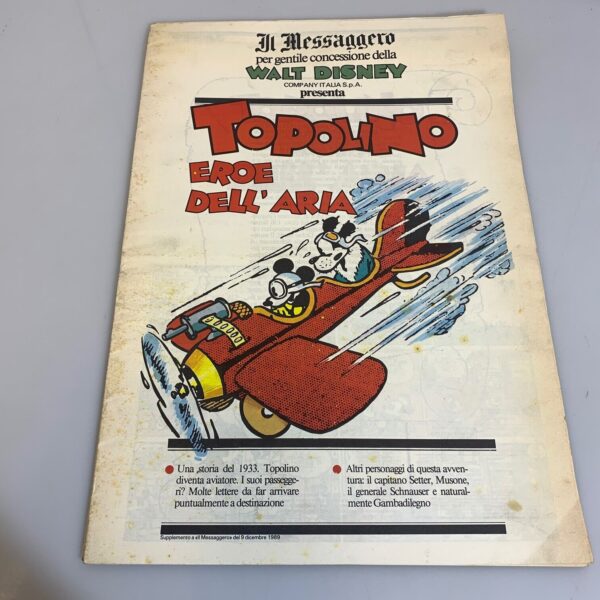 Il Messaggero
per gentile concessione della
WALT DISNEY
COMPANY ITALIA S.p.A.
presenta
TOPOLINO
EROE
DELL'ARIA
● Una storia del 1933. Topolino
diventa aviatore. I suoi passegge-
ri? Molte lettere da far arrivare
puntualmente a destinazione
● Altri personaggi di questa avven-
tura: il capitano Setter, Musone,
il generale Schnauser e natural-
mente Gambadilegno
Supplemento a «Il Messaggero» del 9 dicembre 1989